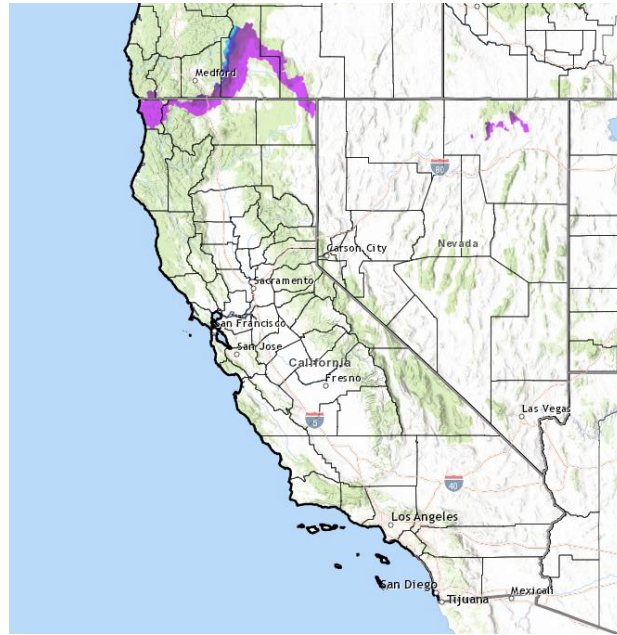 Medford
80
Carson City
Nevada
Sacramento
San Francisco
San Jose
California
Fresno
Las Vegas
5
40
Los Angeles
San Diego
Mexicali
Tijuana